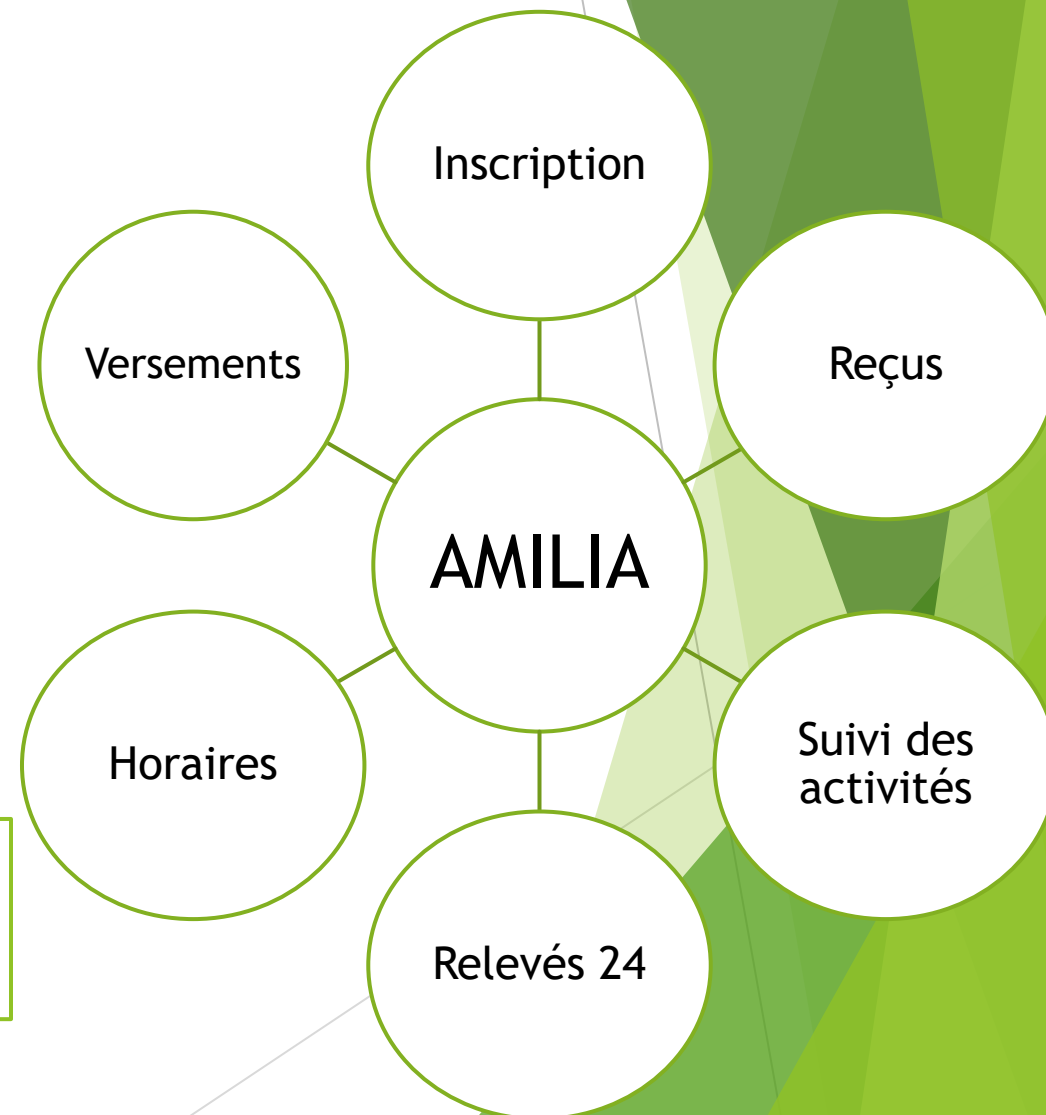 Inscription
Versements
Reçus
AMILIA
Horaires
Suivi des
activités
Relevés 24